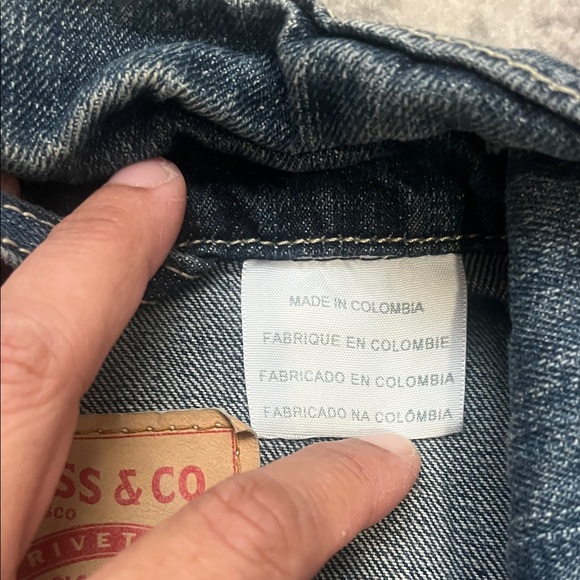 MADE IN COLOMBIA
FABRIQUE EN COLOMBIE
FABRICADO EN COLOMBIA
FABRICADO NA COLÔMBIA
SS & CO
SCO
RIVET